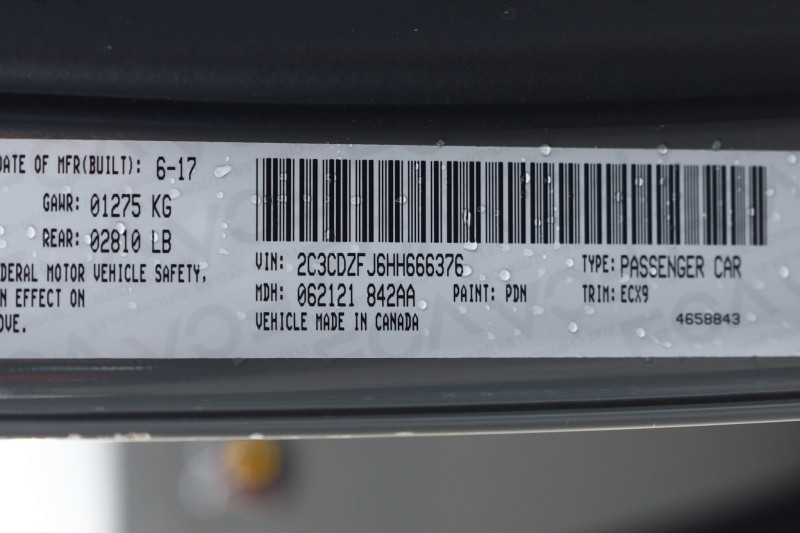 DATE OF MFR(BUILT): 6-17
GAWR: 01275 KG
REAR: 02810 LB
EDERAL MOTOR VEHICLE SAFETY,
N EFFECT ON
OVE.
VIN: 2C3CDZFJ6HH666376 TYPE: PASSENGER CAR
MDH: 062121 842AA PAINT: PDN TRIM: ECX9
VEHICLE MADE IN CANADA 4658843